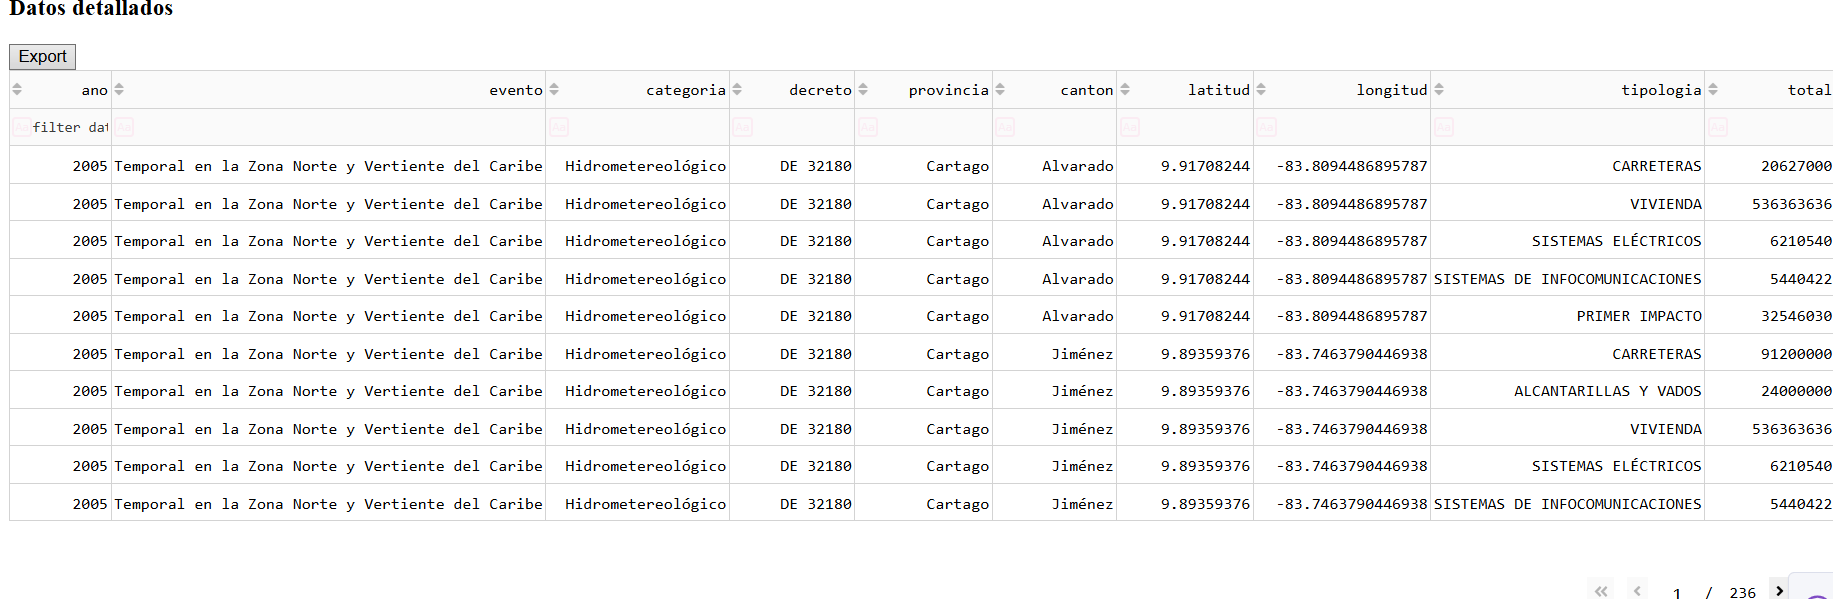 Datos detallados
Export
ano evento categoria decreto provincia canton latitud longitud tipologia total
filter dat
2005 Temporal en la Zona Norte y Vertiente del Caribe Hidrometereológico DE 32180 Cartago Alvarado 9.91708244 -83.8094486895787 CARRETERAS 20627000
2005 Temporal en la Zona Norte y Vertiente del Caribe Hidrometereológico DE 32180 Cartago Alvarado 9.91708244 -83.8094486895787 VIVIENDA 536363636
2005 Temporal en la Zona Norte y Vertiente del Caribe Hidrometereológico DE 32180 Cartago Alvarado 9.91708244 -83.8094486895787 SISTEMAS ELÉCTRICOS 6210540
2005 Temporal en la Zona Norte y Vertiente del Caribe Hidrometereológico DE 32180 Cartago Alvarado 9.91708244 -83.8094486895787 SISTEMAS DE INFOCOMUNICACIONES 5440422
2005 Temporal en la Zona Norte y Vertiente del Caribe Hidrometereológico DE 32180 Cartago Alvarado 9.91708244 -83.8094486895787 PRIMER IMPACTO 32546030
2005 Temporal en la Zona Norte y Vertiente del Caribe Hidrometereológico DE 32180 Cartago Jiménez 9.89359376 -83.7463790446938 CARRETERAS 91200000
2005 Temporal en la Zona Norte y Vertiente del Caribe Hidrometereológico DE 32180 Cartago Jiménez 9.89359376 -83.7463790446938 ALCANTARILLAS Y VADOS 24000000
2005 Temporal en la Zona Norte y Vertiente del Caribe Hidrometereológico DE 32180 Cartago Jiménez 9.89359376 -83.7463790446938 VIVIENDA 536363636
2005 Temporal en la Zona Norte y Vertiente del Caribe Hidrometereológico DE 32180 Cartago Jiménez 9.89359376 -83.7463790446938 SISTEMAS ELÉCTRICOS 6210540
2005 Temporal en la Zona Norte y Vertiente del Caribe Hidrometereológico DE 32180 Cartago Jiménez 9.89359376 -83.7463790446938 SISTEMAS DE INFOCOMUNICACIONES 5440422
1 / 236